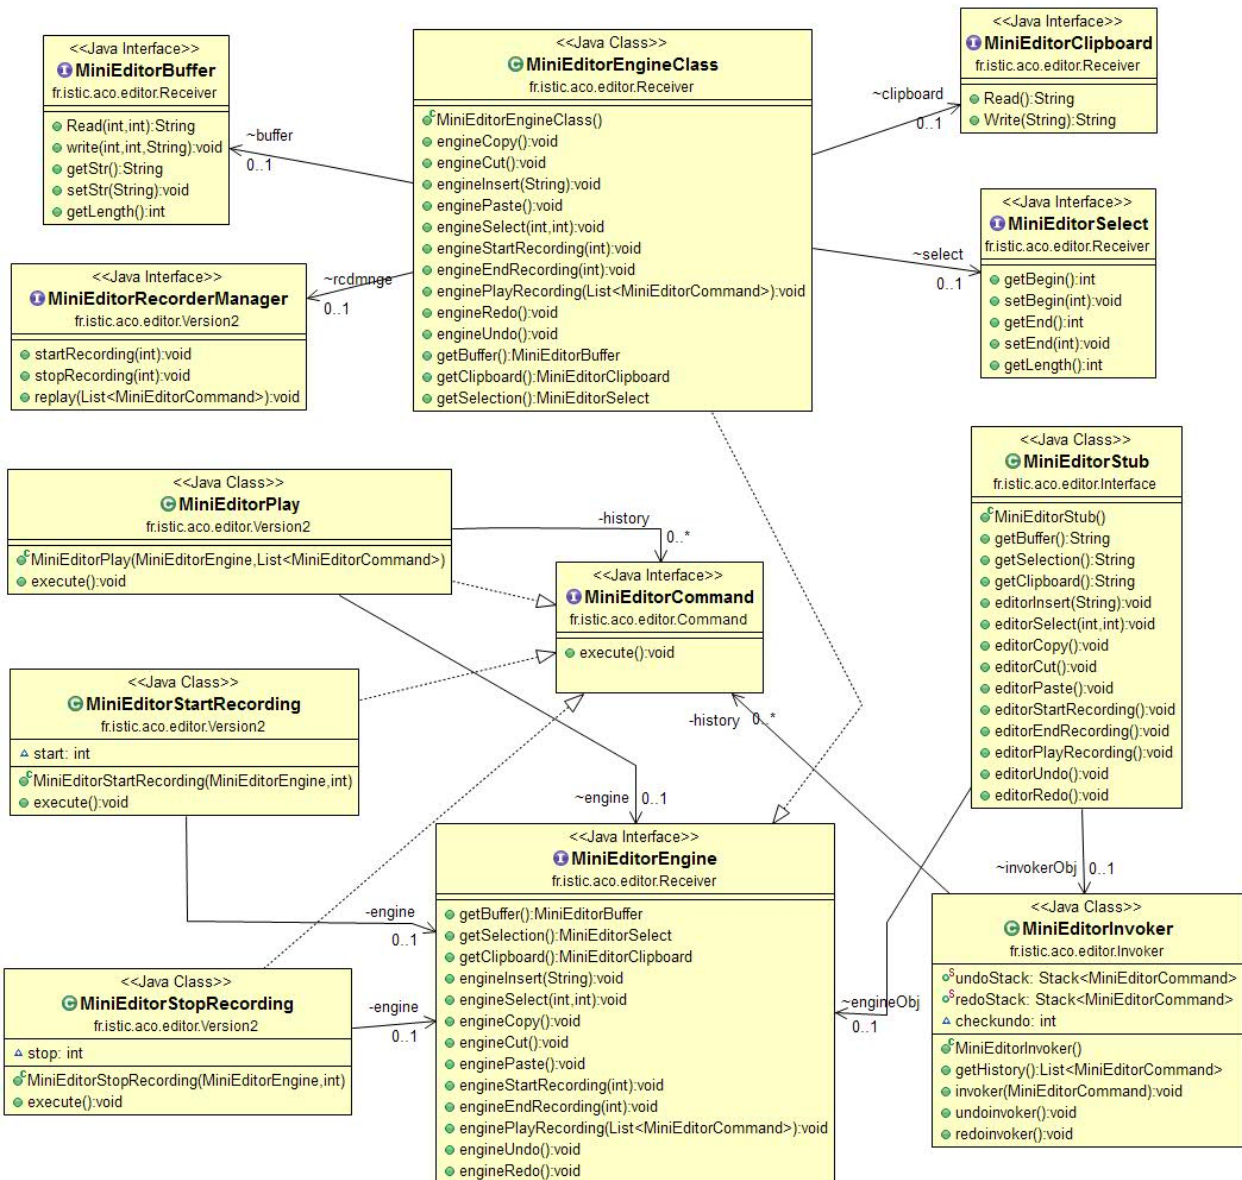 <<Java Interface>>
MiniEditorBuffer
fr.istic.aco.editor.Receiver
Read(int,int):String
write(int,int,String):void
getStr():String
setStr(String):void
getLength():int
~buffer
0..1
<<Java Class>>
MiniEditorEngineClass
fr.istic.aco.editor.Receiver
MiniEditorEngineClass()
engineCopy():void
engineCut():void
engineInsert(String):void
enginePaste():void
engineSelect(int,int):void
engineStartRecording(int):void
engineEndRecording(int):void
enginePlayRecording(List<MiniEditorCommand>):void
engineRedo():void
engineUndo():void
getBuffer():MiniEditorBuffer
getClipboard():MiniEditorClipboard
getSelection():MiniEditorSelect
~clipboard
0..1
<<Java Interface>>
MiniEditorClipboard
fr.istic.aco.editor.Receiver
Read():String
Write(String):String
~select
0..1
<<Java Interface>>
MiniEditorSelect
fr.istic.aco.editor.Receiver
getBegin():int
setBegin(int):void
getEnd():int
setEnd(int):void
getLength():int
~rcdmnge
0..1
<<Java Interface>>
MiniEditorRecorderManager
fr.istic.aco.editor.Version2
startRecording(int):void
stopRecording(int):void
replay(List<MiniEditorCommand>):void
<<Java Class>>
MiniEditorPlay
fr.istic.aco.editor.Version2
MiniEditorPlay(MiniEditorEngine,List<MiniEditorCommand>)
execute():void
-history
0..*
<<Java Interface>>
MiniEditorCommand
fr.istic.aco.editor.Command
execute():void
-history 0..*
<<Java Class>>
MiniEditorStub
fr.istic.aco.editor.Interface
MiniEditorStub()
getBuffer():String
getSelection():String
getClipboard():String
editorInsert(String):void
editorSelect(int,int):void
editorCopy():void
editorCut():void
editorPaste():void
editorStartRecording():void
editorEndRecording():void
editorPlayRecording():void
editorUndo():void
editorRedo():void
<<Java Class>>
MiniEditorStartRecording
fr.istic.aco.editor.Version2
start: int
MiniEditorStartRecording(MiniEditorEngine,int)
execute():void
~engine 0..1
-engine
0..1
<<Java Interface>>
MiniEditorEngine
fr.istic.aco.editor.Receiver
getBuffer():MiniEditorBuffer
getSelection():MiniEditorSelect
getClipboard():MiniEditorClipboard
engineInsert(String):void
engineSelect(int,int):void
engineCopy():void
engineCut():void
enginePaste():void
engineStartRecording(int):void
engineEndRecording(int):void
enginePlayRecording(List<MiniEditorCommand>):void
engineUndo():void
engineRedo():void
~invokerObj 0..1
~engineObj
0..1
<<Java Class>>
MiniEditorInvoker
fr.istic.aco.editor.Invoker
undoStack: Stack<MiniEditorCommand>
redoStack: Stack<MiniEditorCommand>
checkundo: int
MiniEditorInvoker()
getHistory():List<MiniEditorCommand>
invoker(MiniEditorCommand):void
undoinvoker():void
redoinvoker():void
<<Java Class>>
MiniEditorStopRecording
fr.istic.aco.editor.Version2
stop: int
MiniEditorStopRecording(MiniEditorEngine,int)
execute():void
-engine
0..1